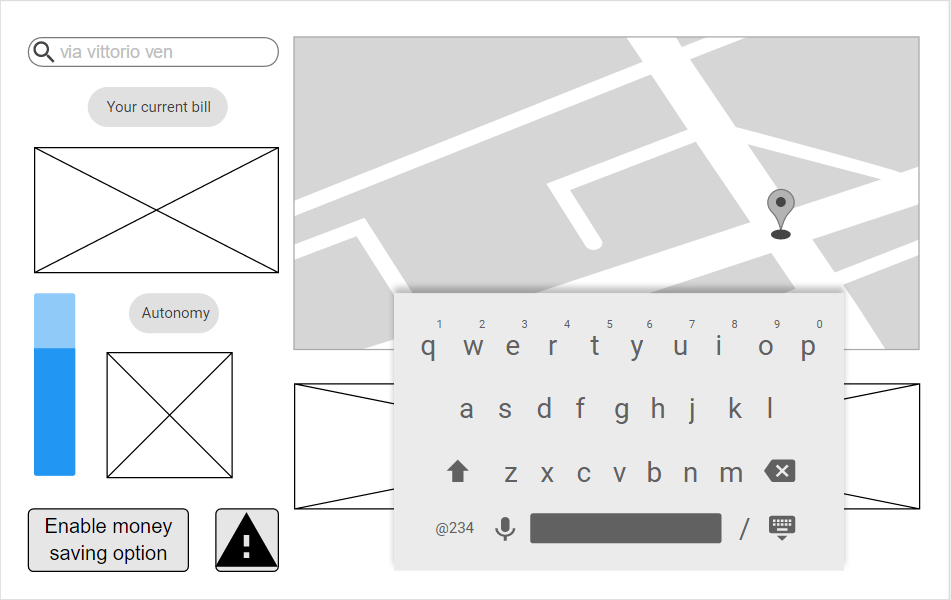 via vittorio ven
Your current bill
Autonomy
Enable money
saving option
1 2 3 4 5 6 7 8 9 0
q w e r t y u i o p
a s d f g h j k l
z x c v b n m
@234 /